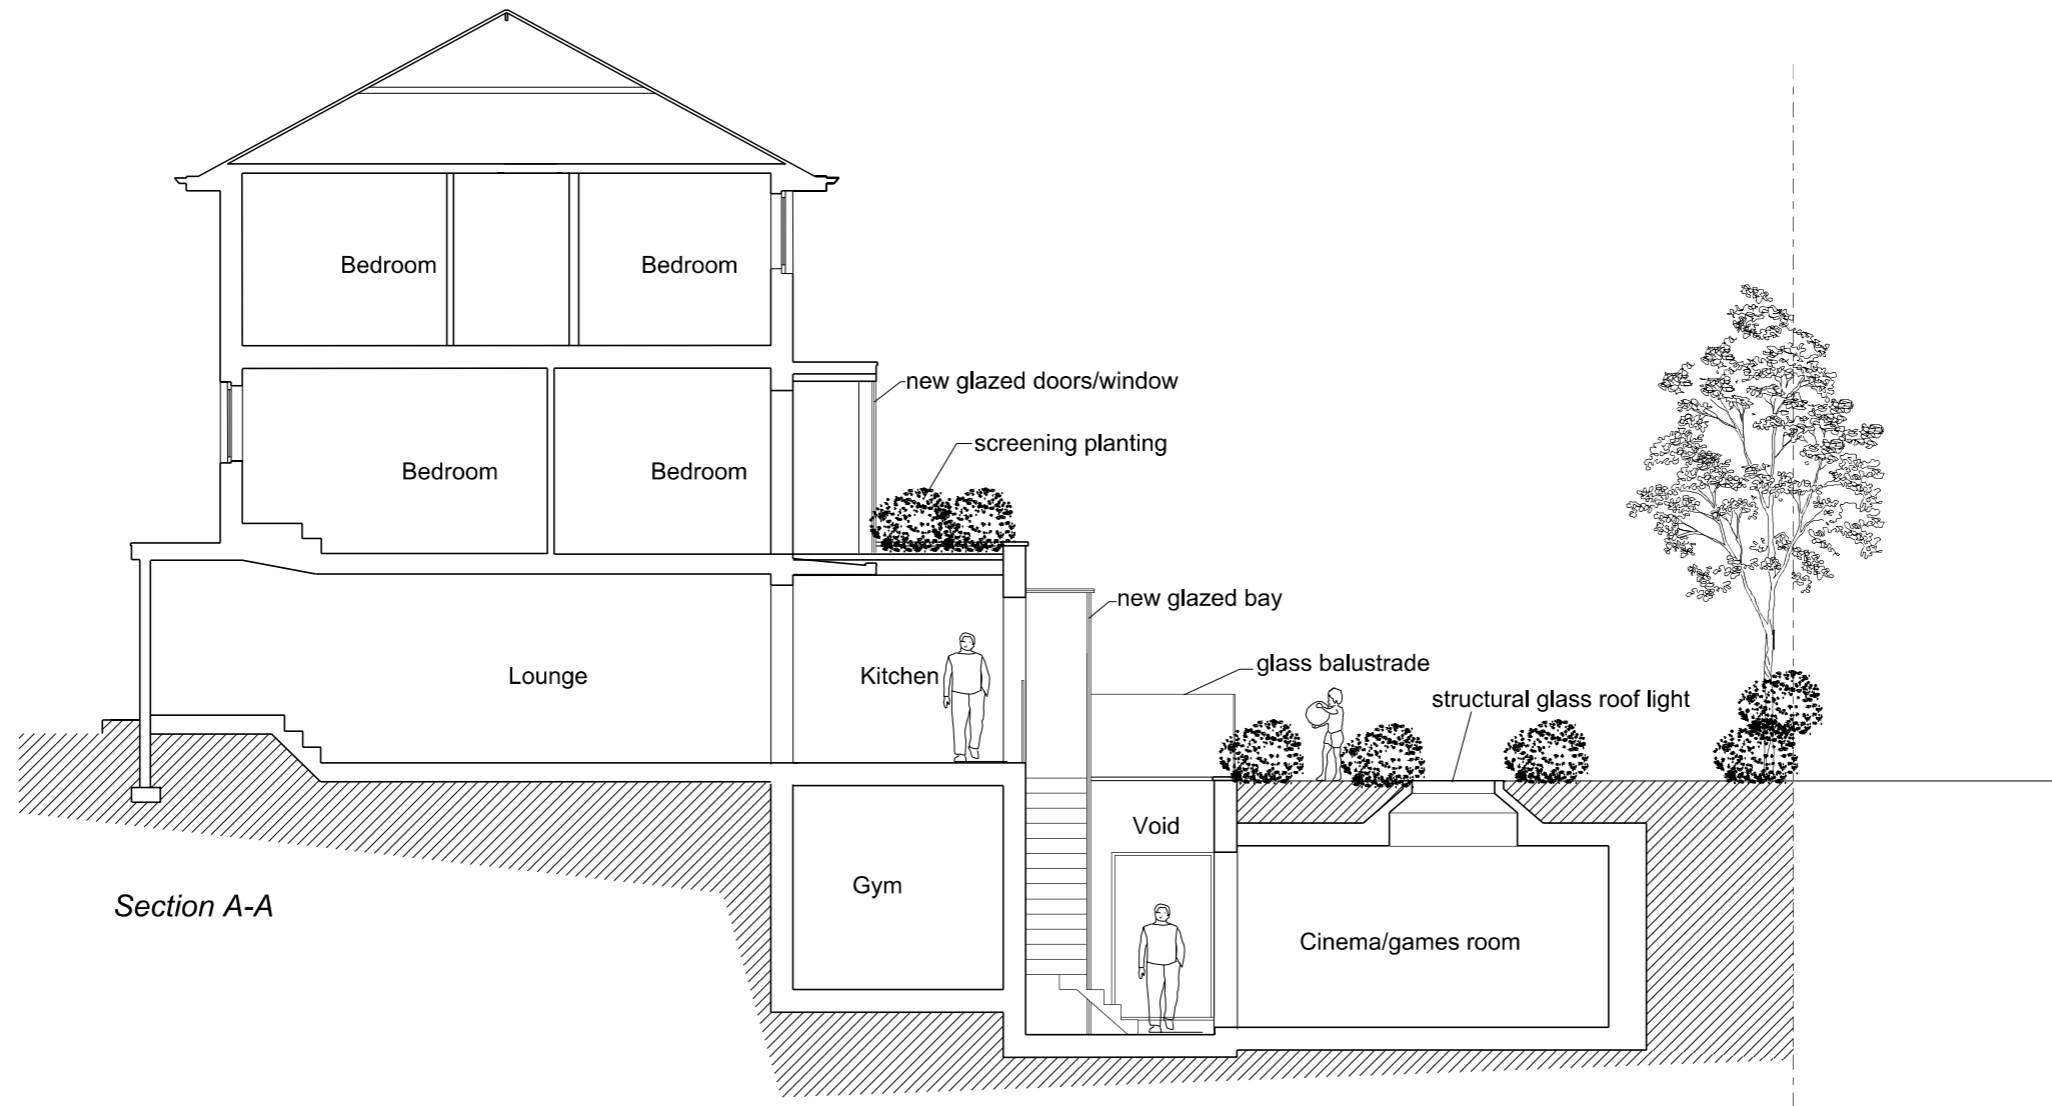 Bedroom
Bedroom
new glazed doors/window
screening planting
Bedroom
Bedroom
new glazed bay
glass balustrade
Lounge
Kitchen
structural glass roof light
Void
Gym
Section A-A
Cinema/games room